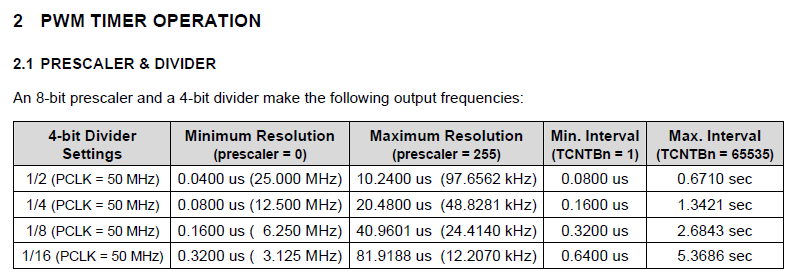 2 PWM TIMER OPERATION
2.1 PRESCALER & DIVIDER
An 8-bit prescaler and a 4-bit divider make the following output frequencies:
4-bit Divider Settings | Minimum Resolution (prescaler = 0) | Maximum Resolution (prescaler = 255) | Min. Interval (TCNTBn = 1) | Max. Interval (TCNTBn = 65535)
1/2 (PCLK = 50 MHz) | 0.0400 us (25.000 MHz) | 10.2400 us (97.6562 kHz) | 0.0800 us | 0.6710 sec
1/4 (PCLK = 50 MHz) | 0.0800 us (12.500 MHz) | 20.4800 us (48.8281 kHz) | 0.1600 us | 1.3421 sec
1/8 (PCLK = 50 MHz) | 0.1600 us ( 6.250 MHz) | 40.9601 us (24.4140 kHz) | 0.3200 us | 2.6843 sec
1/16 (PCLK = 50 MHz) | 0.3200 us ( 3.125 MHz) | 81.9188 us (12.2070 kHz) | 0.6400 us | 5.3686 sec